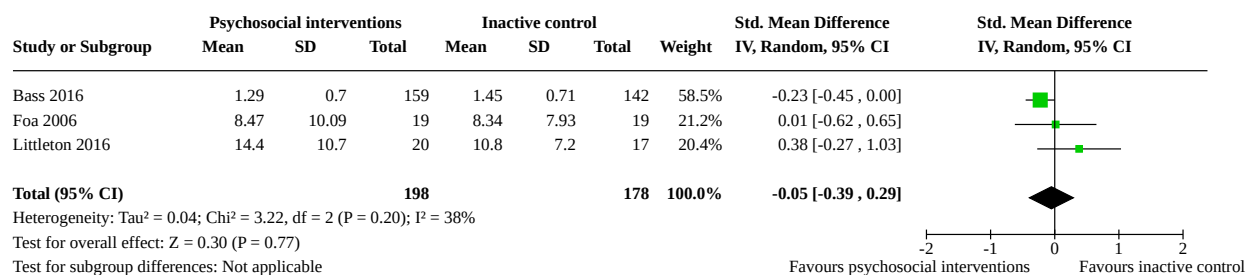 Psychosocial interventions Inactive control Std. Mean Difference Std. Mean Difference
Study or Subgroup Mean SD Total Mean SD Total Weight IV, Random, 95% CI IV, Random, 95% CI
Bass 2016 1.29 0.7 159 1.45 0.71 142 58.5% -0.23 [-0.45 , 0.00]
Foa 2006 8.47 10.09 19 8.34 7.93 19 21.2% 0.01 [-0.62 , 0.65]
Littleton 2016 14.4 10.7 20 10.8 7.2 17 20.4% 0.38 [-0.27 , 1.03]
Total (95% CI) 198 178 100.0% -0.05 [-0.39 , 0.29]
Heterogeneity: Tau² = 0.04; Chi² = 3.22, df = 2 (P = 0.20); I² = 38%
Test for overall effect: Z = 0.30 (P = 0.77)
-2 -1 0 1 2
Test for subgroup differences: Not applicable
Favours psychosocial interventions Favours inactive control